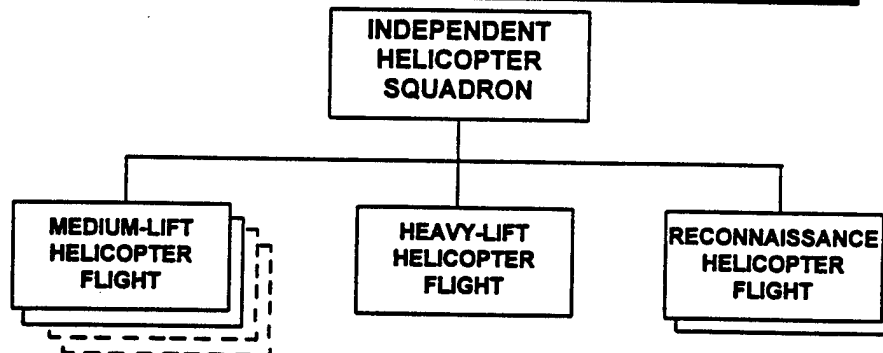 INDEPENDENT
HELICOPTER
SQUADRON
MEDIUM-LIFT
HELICOPTER
FLIGHT
HEAVY-LIFT
HELICOPTER
FLIGHT
RECONNAISSANCE
HELICOPTER
FLIGHT